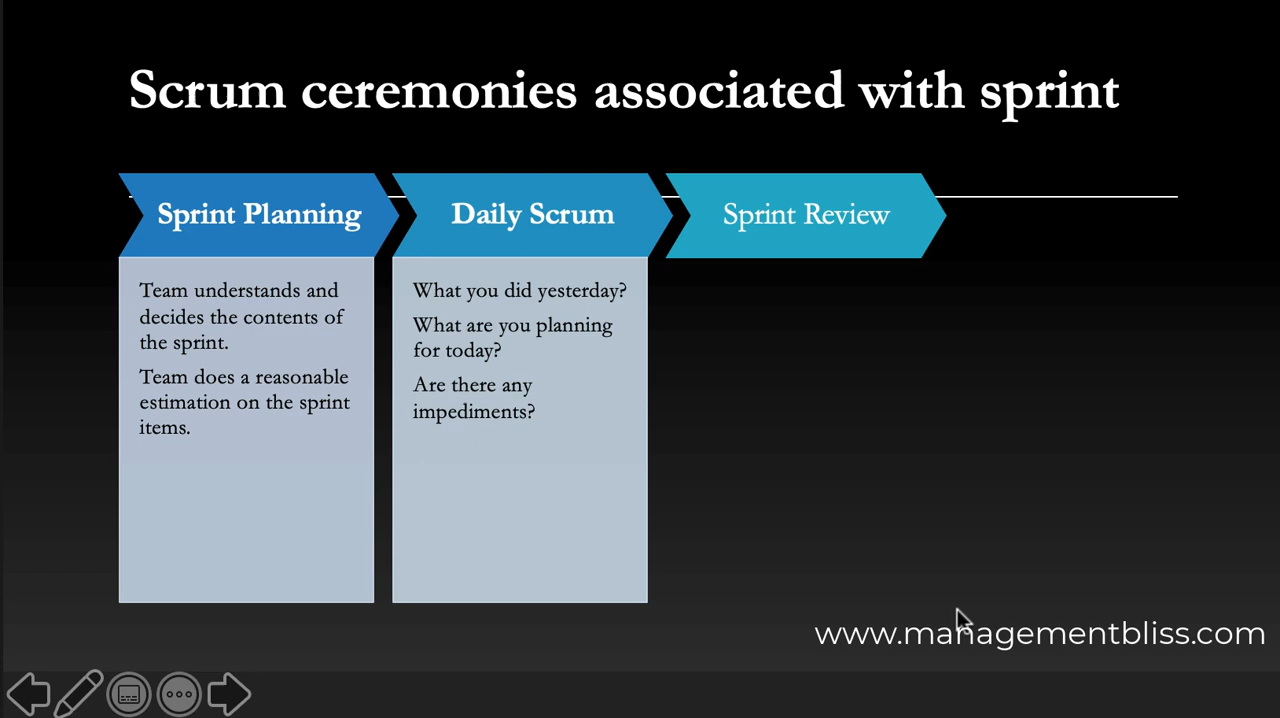 Scrum ceremonies associated with sprint
Sprint Planning
Daily Scrum
Sprint Review
Team understands and
decides the contents of
the sprint.
Team does a reasonable
estimation on the sprint
items.
What you did yesterday?
What are you planning
for today?
Are there any
impediments?
www.managementbliss.com